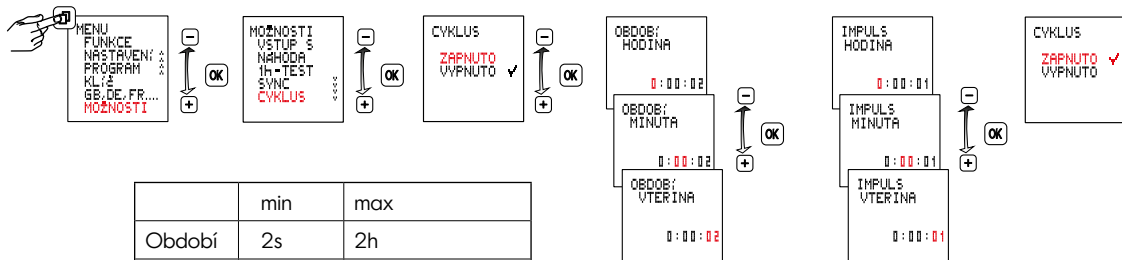 MENU
FUNKCE
NASTAVENÍ
PROGRAM
KLÍČ
GB,DE,FR....
MOŽNOSTI
-
OK
+
MOŽNOSTI
VSTUP S
NÁHODA
1h-TEST
SYNC
CYKLUS
-
OK
+
CYKLUS
ZAPNUTO
VYPNUTO ✓
-
OK
+
OBDOBÍ
HODINA
0:00:02
OBDOBÍ
MINUTA
0:00:02
OBDOBÍ
VTERINA
0:00:02
-
OK
+
IMPULS
HODINA
0:00:01
IMPULS
MINUTA
0:00:01
IMPULS
VTERINA
0:00:01
-
OK
+
CYKLUS
ZAPNUTO ✓
VYPNUTO
min max
Období 2s 2h